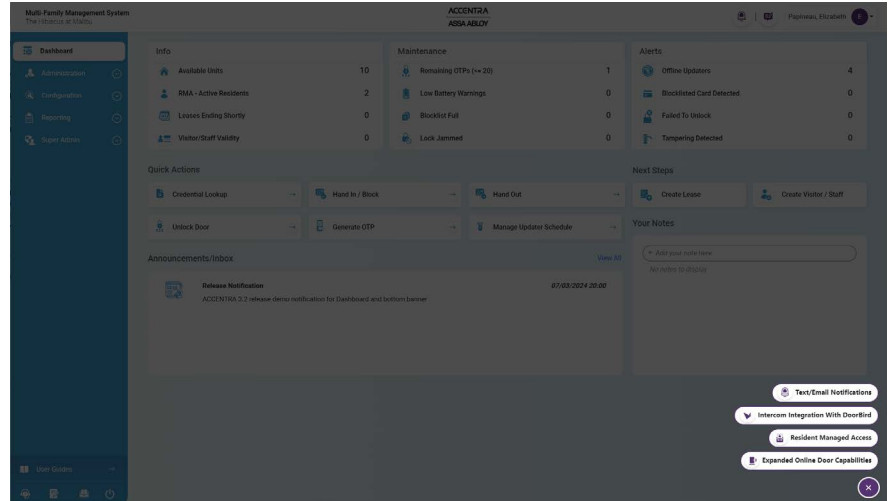 Multi-Family Management System
The Hibiscus at Malibu
ACCENTRA
ASSA ABLOY
Papineau, Elizabeth
E
Dashboard
Administration
Configuration
Reporting
Super Admin
User Guides
Info
Available Units 10
RMA - Active Residents 2
Leases Ending Shortly 0
Visitor/Staff Validity 0
Maintenance
Remaining OTPs (<= 20) 1
Low Battery Warnings 0
Blocklist Full 0
Lock Jammed 0
Alerts
Offline Updaters 4
Blocklisted Card Detected 0
Failed To Unlock 0
Tampering Detected 0
Quick Actions
Credential Lookup →
Hand In / Block →
Hand Out →
Unlock Door →
Generate OTP →
Manage Updater Schedule →
Next Steps
Create Lease
Create Visitor / Staff
Your Notes
+ Add your note here
No notes to display
Announcements/Inbox
View All
Release Notification 07/03/2024 20:00
ACCENTRA 3.2 release demo notification for Dashboard and bottom banner
Text/Email Notifications
Intercom Integration With DoorBird
Resident Managed Access
Expanded Online Door Capabilities